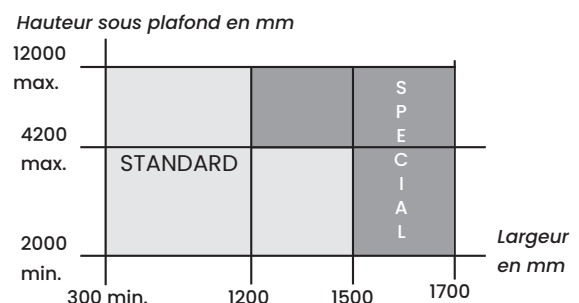 Hauteur sous plafond en mm
12000
max.
4200
max.
STANDARD
SPECIAL
2000
min.
Largeur
en mm
300 min.
1200
1500
1700